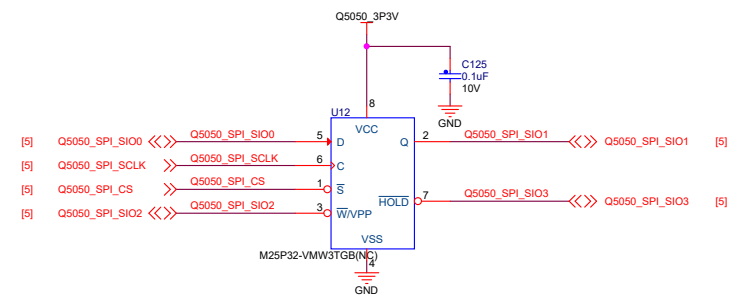 Q5050_3P3V
C125
0.1uF
10V
GND
U12
8
VCC
[5] Q5050_SPI_SIO0 Q5050_SPI_SIO0 5 D Q 2 Q5050_SPI_SIO1 Q5050_SPI_SIO1 [5]
[5] Q5050_SPI_SCLK Q5050_SPI_SCLK 6 C
[5] Q5050_SPI_CS Q5050_SPI_CS 1 S
HOLD 7 Q5050_SPI_SIO3 Q5050_SPI_SIO3 [5]
[5] Q5050_SPI_SIO2 Q5050_SPI_SIO2 3 W/VPP
VSS
M25P32-VMW3TGB(NC)
4
GND